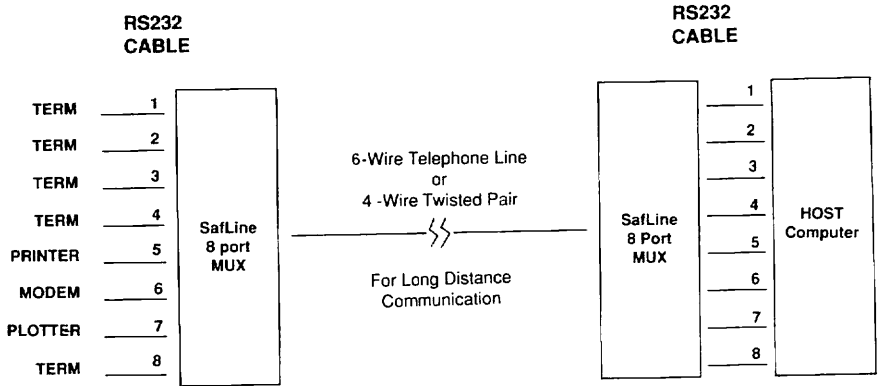 RS232
CABLE
TERM 1
TERM 2
TERM 3
TERM 4
PRINTER 5
MODEM 6
PLOTTER 7
TERM 8
SafLine
8 port
MUX
6-Wire Telephone Line
or
4 -Wire Twisted Pair
For Long Distance
Communication
RS232
CABLE
SafLine
8 Port
MUX
1
2
3
4
5
6
7
8
HOST
Computer